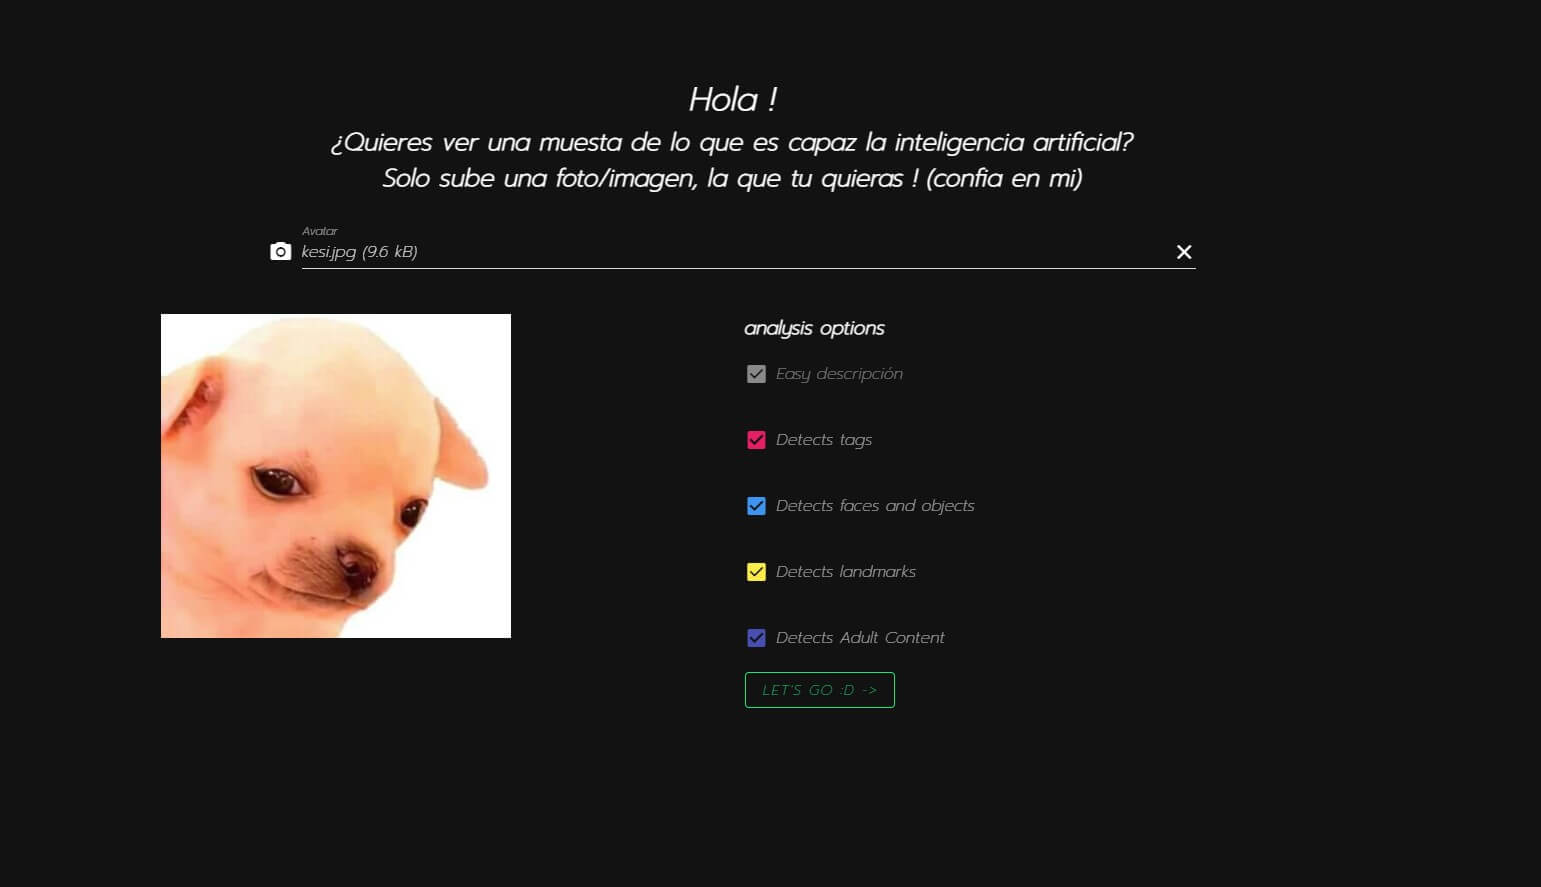 Hola !
¿Quieres ver una muesta de lo que es capaz la inteligencia artificial?
Solo sube una foto/imagen, la que tu quieras ! (confia en mi)
Avatar
kesi.jpg (9.6 kB)
analysis options
Easy descripción
Detects tags
Detects faces and objects
Detects landmarks
Detects Adult Content
LET'S GO :D ->